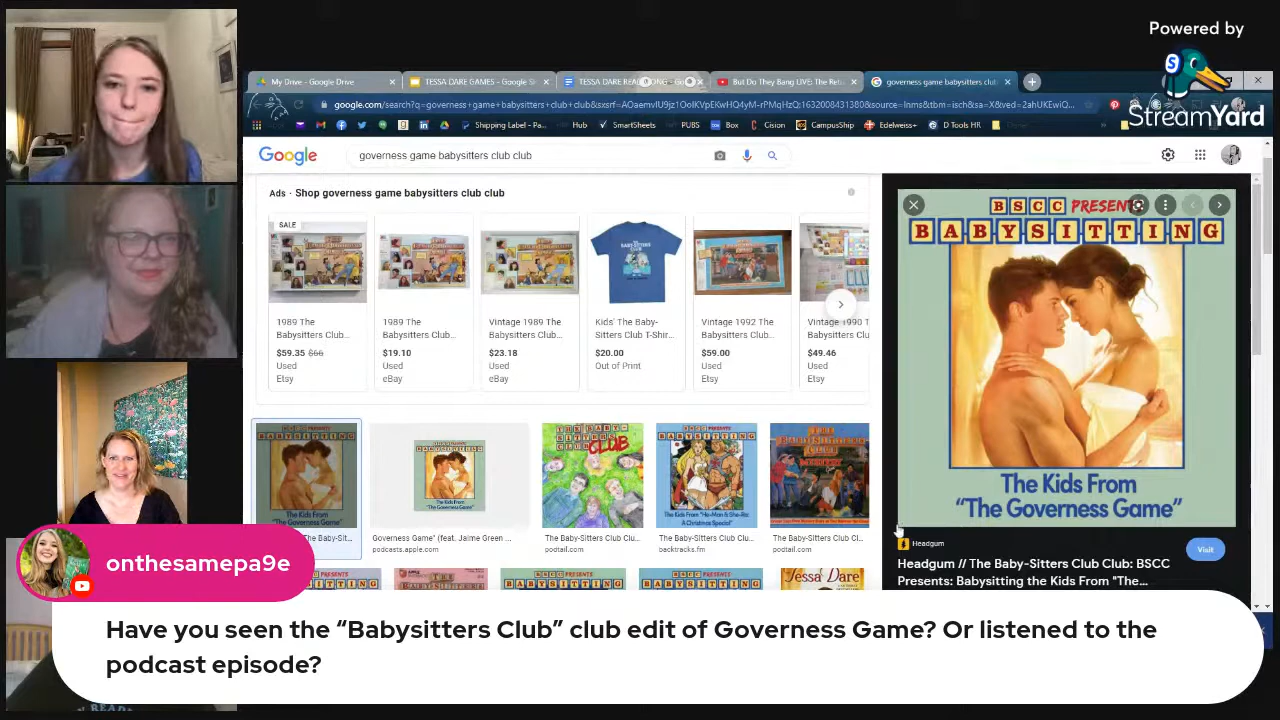 Powered by
StreamYard
My Drive - Google Drive
TESSA DARE GAMES - Google S
But Do They Bang LIVE: The Ret...
governess game babysitters clu
PUBS
Shipping Label - Pa...
Hub
SmartSheets
Box
Cision
CampusShip
Edelweiss+
D Tools HR
Google
governess game babysitters club club
Ads · Shop governess game babysitters club club
SALE
1989 The
Babysitters Club...
$59.35 $66
Used
Etsy
1989 The
Babysitters Club...
$19.10
Used
eBay
Vintage 1989 The
Babysitters Club...
$23.18
Used
eBay
Kids' The Baby-
Sitters Club T-Shir...
$20.00
Out of Print
Vintage 1992 The
Babysitters Club...
$59.00
Used
Etsy
Vintage 1990 T
Babysitters Club...
$49.46
Used
Etsy
BSCC PRESENT
BABYSITTING
The Kids From
"The Governess Game"
Governess Game" (feat. Jaime Green ...
podcasts.apple.com
The Baby-Sitters Club Clu...
podtail.com
The Baby-Sitters Club Clu...
backtracks.fm
The Baby-Sitters Club Clu...
podtail.com
Tessa Dare
Headgum
Visit
Headgum // The Baby-Sitters Club Club: BSCC
Presents: Babysitting the Kids From "The...
onthesamepa9e
Have you seen the “Babysitters Club” club edit of Governess Game? Or listened to the
podcast episode?